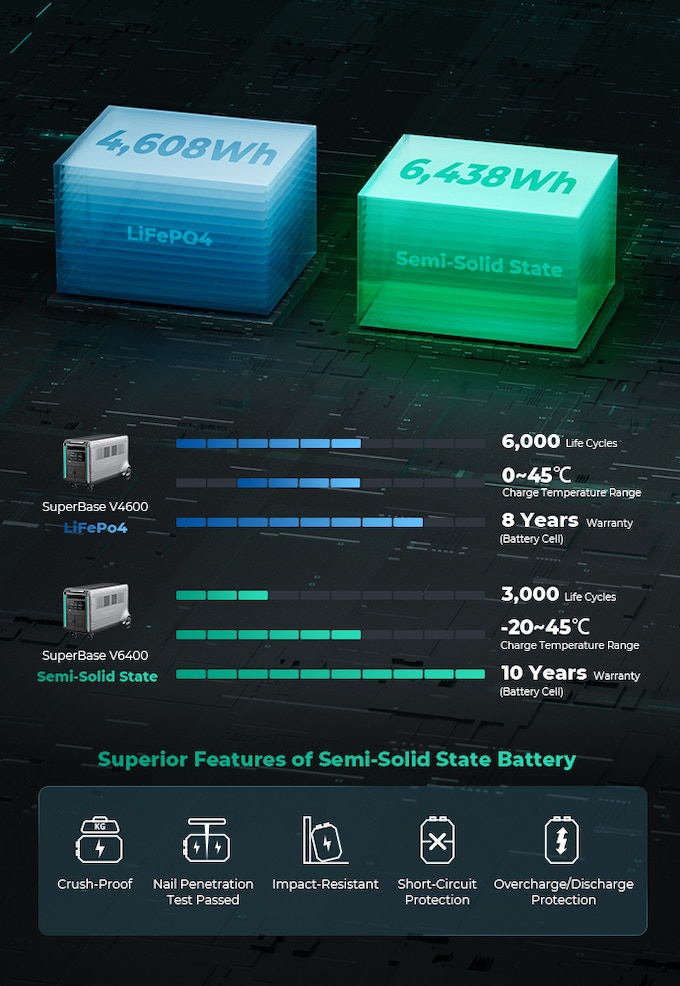 4,608Wh
LiFePO4
6,438Wh
Semi-Solid State
6,000 Life Cycles
0~45℃
Charge Temperature Range
SuperBase V4600
LiFePo4
8 Years Warranty
(Battery Cell)
3,000 Life Cycles
-20~45℃
Charge Temperature Range
SuperBase V6400
Semi-Solid State
10 Years Warranty
(Battery Cell)
Superior Features of Semi-Solid State Battery
KG
Crush-Proof
Nail Penetration
Test Passed
Impact-Resistant
Short-Circuit
Protection
Overcharge/Discharge
Protection